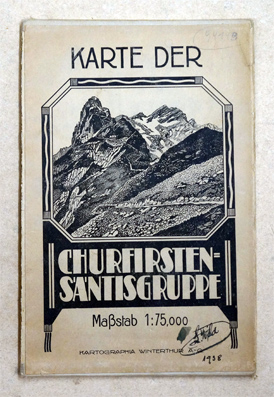 KARTE DER
CHURFIRSTEN-
SÄNTISGRUPPE
Maßstab 1:75,000
KARTOGRAPHIA WINTERTHUR A.-G.
1938